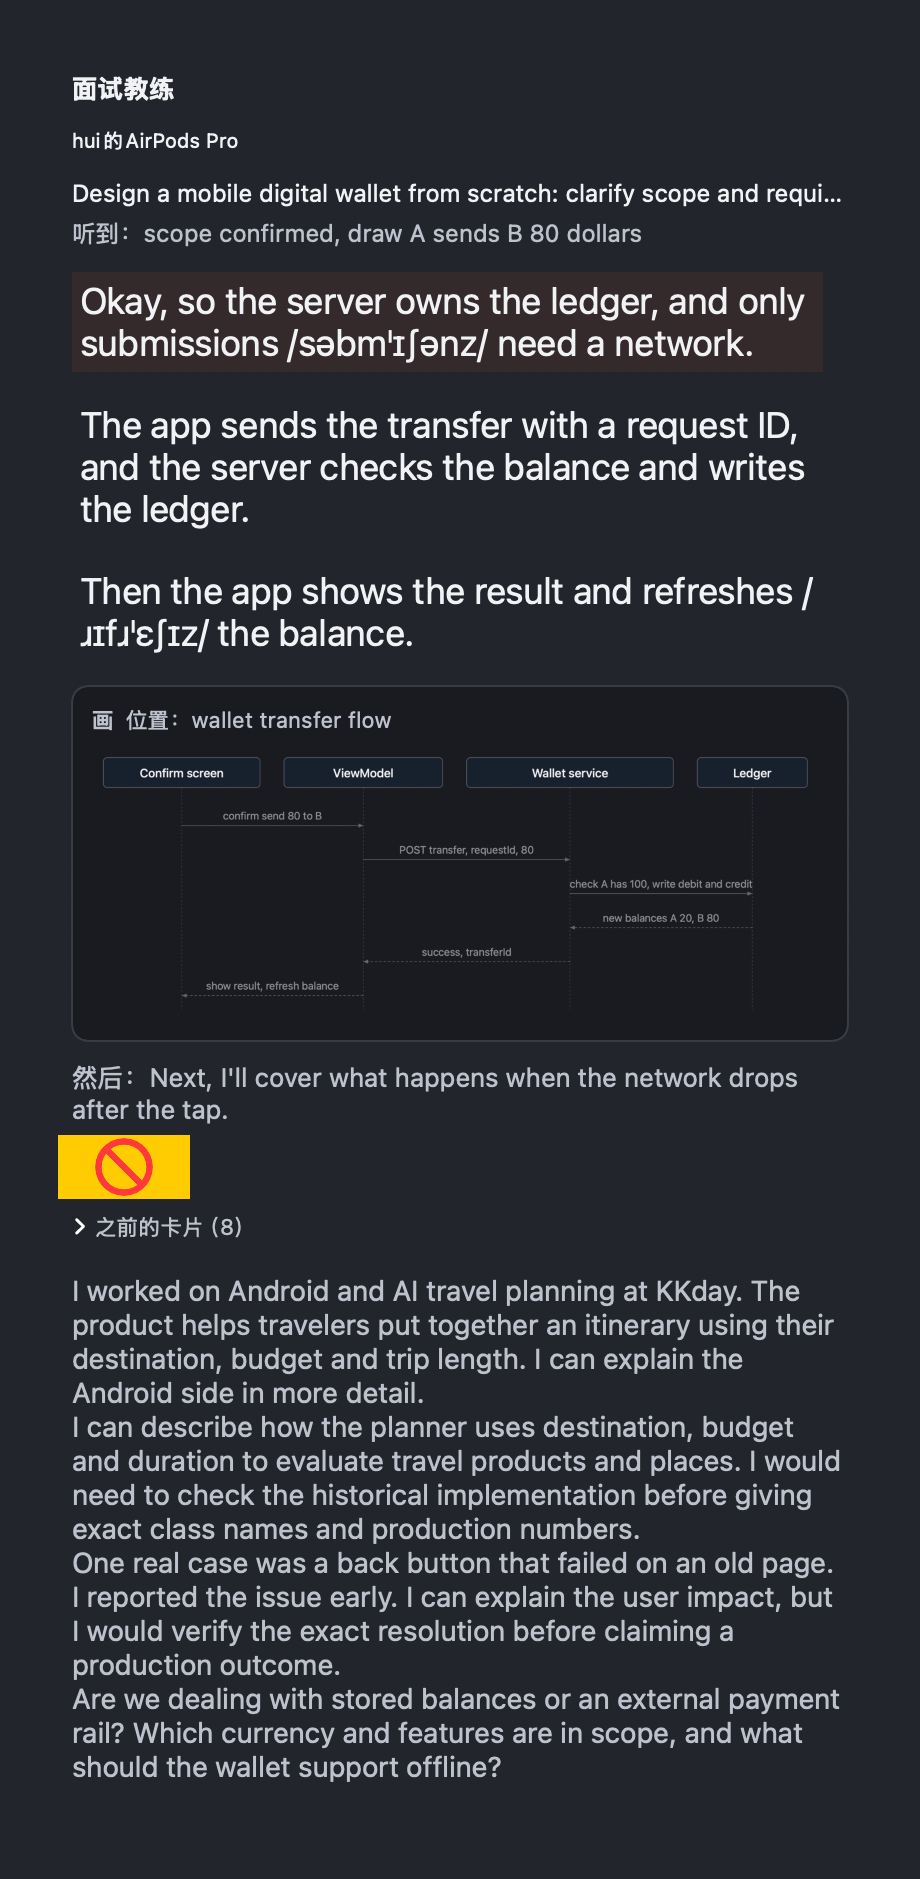 面试教练
hui的AirPods Pro
Design a mobile digital wallet from scratch: clarify scope and requi...
听到：scope confirmed, draw A sends B 80 dollars
Okay, so the server owns the ledger, and only
submissions /səbmˈɪʃənz/ need a network.
The app sends the transfer with a request ID,
and the server checks the balance and writes
the ledger.
Then the app shows the result and refreshes /
ɹɪfɹˈɛʃɪz/ the balance.
画 位置：wallet transfer flow
Confirm screen
ViewModel
Wallet service
Ledger
confirm send 80 to B
POST transfer, requestId, 80
check A has 100, write debit and credit
new balances A 20, B 80
success, transferId
show result, refresh balance
然后：Next, I'll cover what happens when the network drops
after the tap.
之前的卡片 (8)
I worked on Android and AI travel planning at KKday. The
product helps travelers put together an itinerary using their
destination, budget and trip length. I can explain the
Android side in more detail.
I can describe how the planner uses destination, budget
and duration to evaluate travel products and places. I would
need to check the historical implementation before giving
exact class names and production numbers.
One real case was a back button that failed on an old page.
I reported the issue early. I can explain the user impact, but
I would verify the exact resolution before claiming a
production outcome.
Are we dealing with stored balances or an external payment
rail? Which currency and features are in scope, and what
should the wallet support offline?